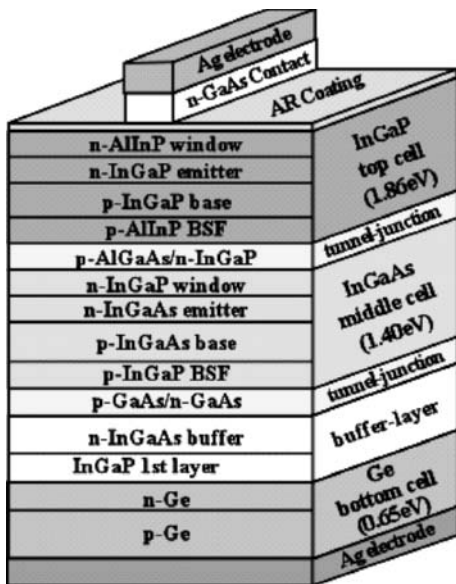 Ag electrode
n-GaAs Contact
AR Coating
n-AlInP window
n-InGaP emitter
p-InGaP base
p-AlInP BSF
p-AlGaAs/n-InGaP
n-InGaP window
n-InGaAs emitter
p-InGaAs base
p-InGaP BSF
p-GaAs/n-GaAs
n-InGaAs buffer
InGaP 1st layer
n-Ge
p-Ge
InGaP
top cell
(1.86eV)
tunnel-junction
InGaAs
middle cell
(1.40eV)
tunnel-junction
buffer-layer
Ge
bottom cell
(0.65eV)
Ag electrode